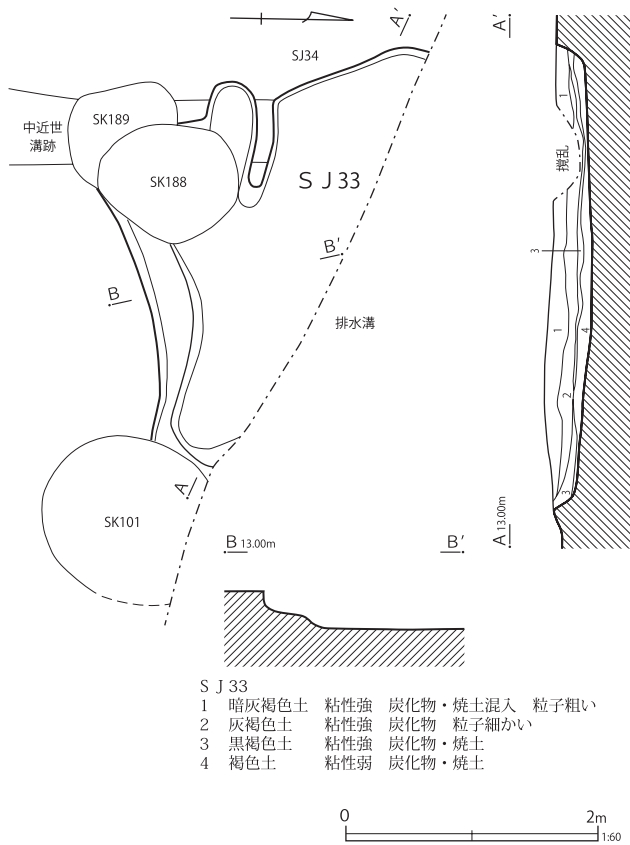 A′
A′
SJ34
1
SK189
中近世
溝跡
撹乱
SK188
ＳＪ33
B′
3
B
排水溝
1
4
2
A
3
SK101
A 13.00m
B 13.00m
B′
ＳＪ33
1　暗灰褐色土　粘性強　炭化物・焼土混入　粒子粗い
2　灰褐色土　粘性強　炭化物　粒子細かい
3　黒褐色土　粘性強　炭化物・焼土
4　褐色土　粘性弱　炭化物・焼土
0　2m
1:60